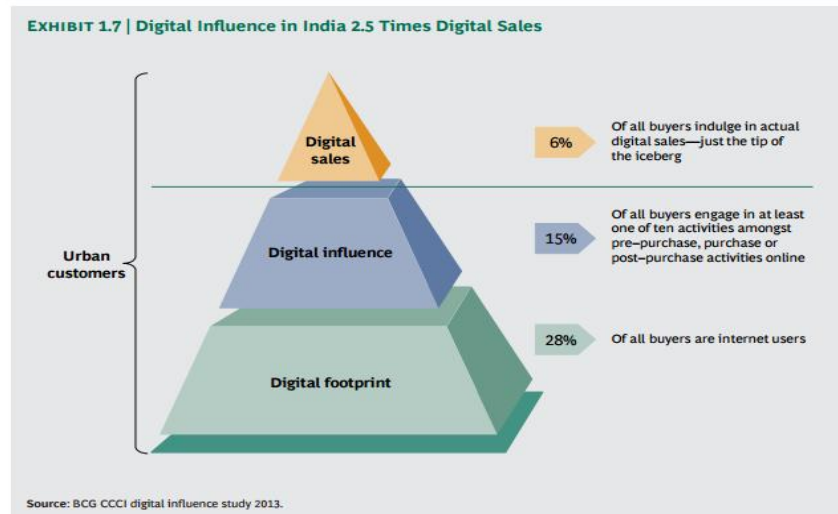 EXHIBIT 1.7 | Digital Influence in India 2.5 Times Digital Sales
Digital
sales
6%
Of all buyers indulge in actual
digital sales—just the tip of
the iceberg
Urban
customers
Digital influence
15%
Of all buyers engage in at least
one of ten activities amongst
pre–purchase, purchase or
post–purchase activities online
Digital footprint
28%
Of all buyers are internet users
Source: BCG CCCI digital influence study 2013.